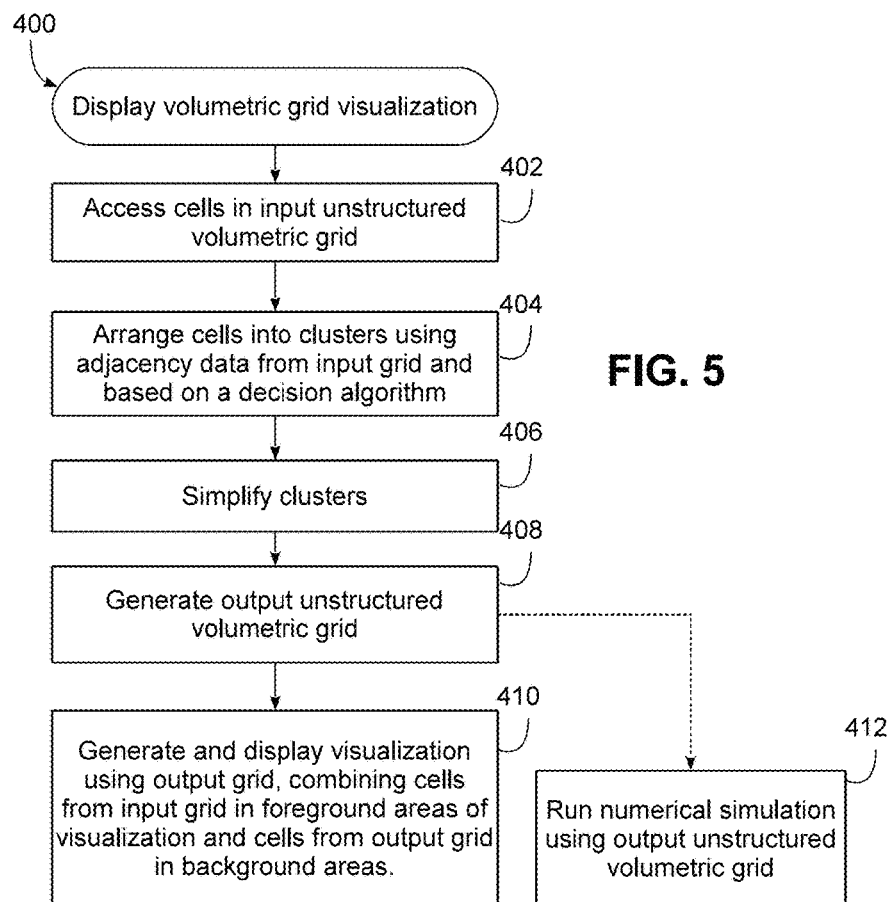 400
Display volumetric grid visualization
402
Access cells in input unstructured
volumetric grid
404
Arrange cells into clusters using
adjacency data from input grid and
based on a decision algorithm
FIG. 5
406
Simplify clusters
408
Generate output unstructured
volumetric grid
410
Generate and display visualization
using output grid, combining cells
from input grid in foreground areas of
visualization and cells from output grid
in background areas.
412
Run numerical simulation
using output unstructured
volumetric grid